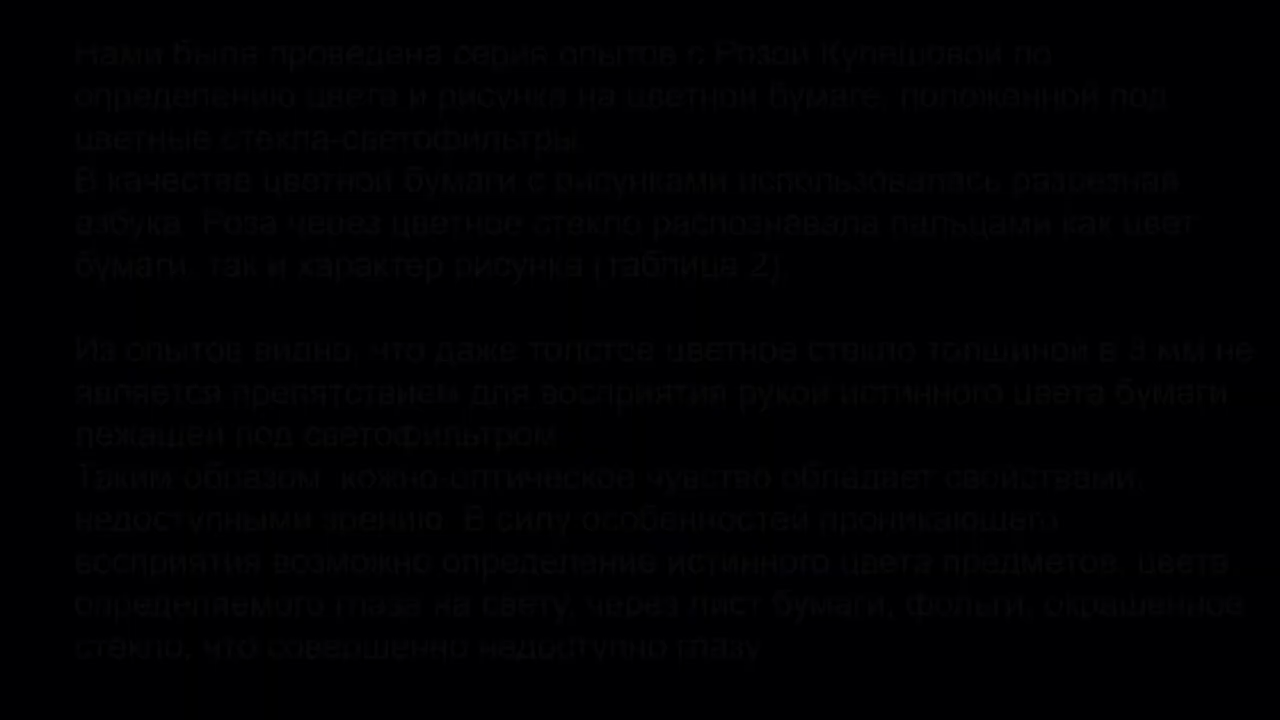 Нами была проведена серия опытов с Розой Кулешовой по
определению цвета и рисунка на цветной бумаге, положенной под
цветные стекла-светофильтры.
В качестве цветной бумаги с рисунками использовалась разрезная
азбука. Роза через цветное стекло распознавала пальцами как цвет
бумаги, так и характер рисунка (таблица 2).
Из опытов видно, что даже толстое цветное стекло толщиной в 3 мм не
является препятствием для восприятия рукой истинного цвета бумаги
лежащей под светофильтром.
Таким образом, кожно-оптическое чувство обладает свойствами,
недоступными зрению. В силу особенностей проникающего
восприятия возможно определение истинного цвета предметов, цвета
определяемого глаза на свету, через лист бумаги, фольги, окрашенное
стекло, что совершенно недоступно глазу.